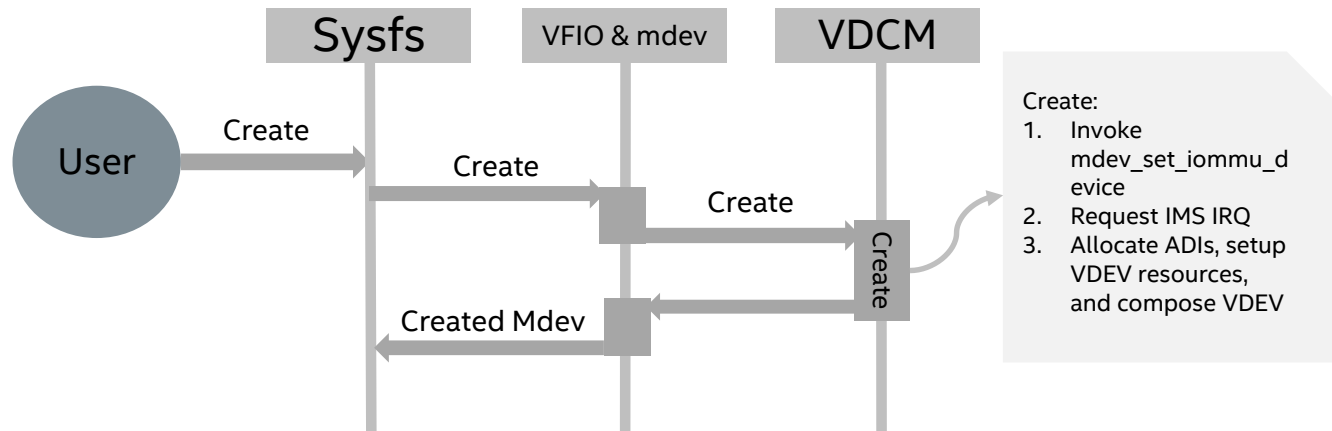 Sysfs
VFIO & mdev
VDCM
User
Create
Create
Create
Create
Created Mdev
Create:
1. Invoke
mdev_set_iommu_d
evice
2. Request IMS IRQ
3. Allocate ADIs, setup
VDEV resources,
and compose VDEV